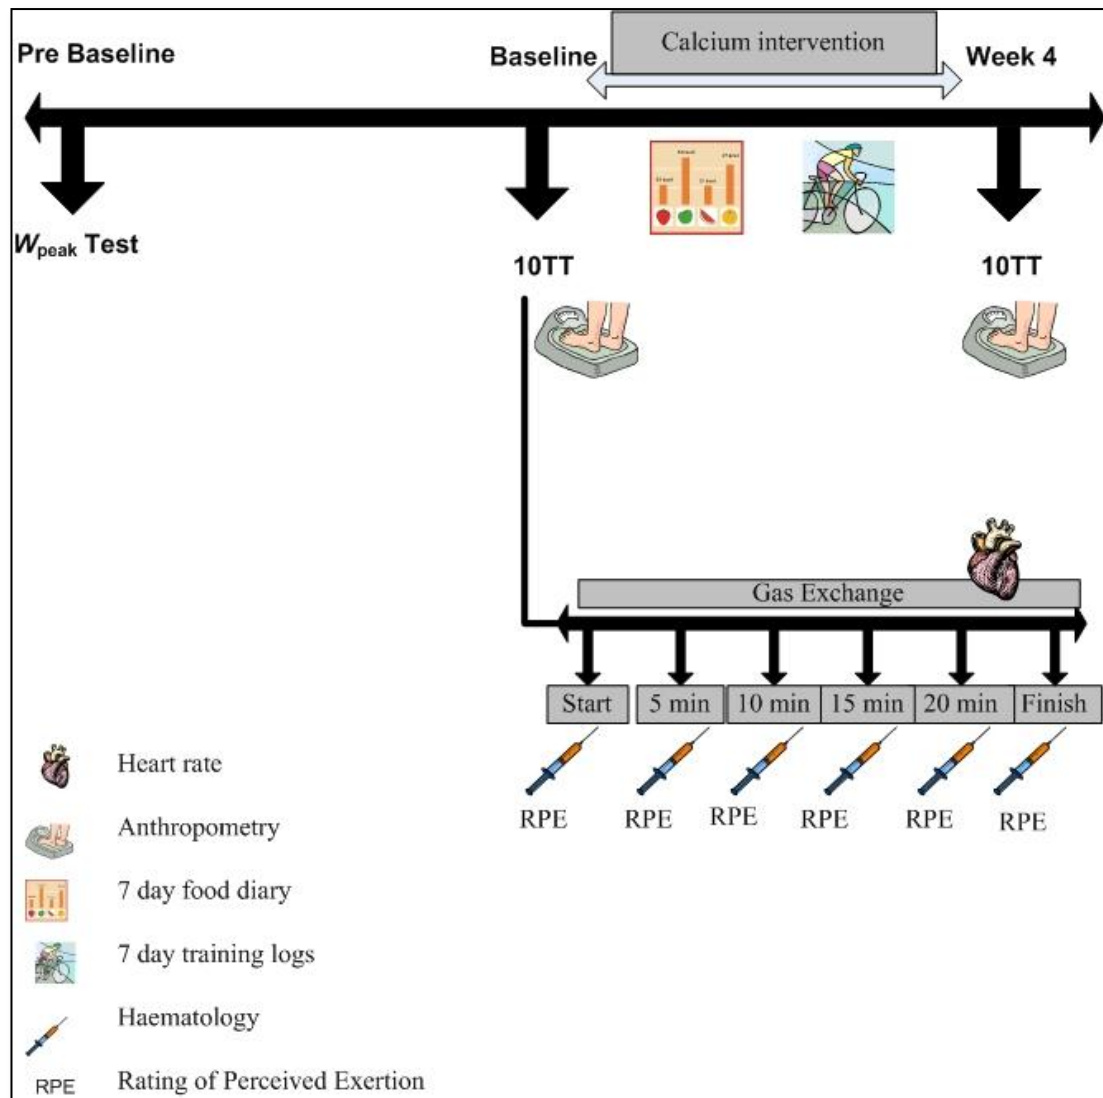 Calcium intervention
Pre Baseline
Baseline
Week 4
Wpeak Test
10TT
10TT
Gas Exchange
Start
5 min
10 min
15 min
20 min
Finish
RPE
RPE
RPE
RPE
RPE
RPE
Heart rate
Anthropometry
7 day food diary
7 day training logs
Haematology
RPE Rating of Perceived Exertion